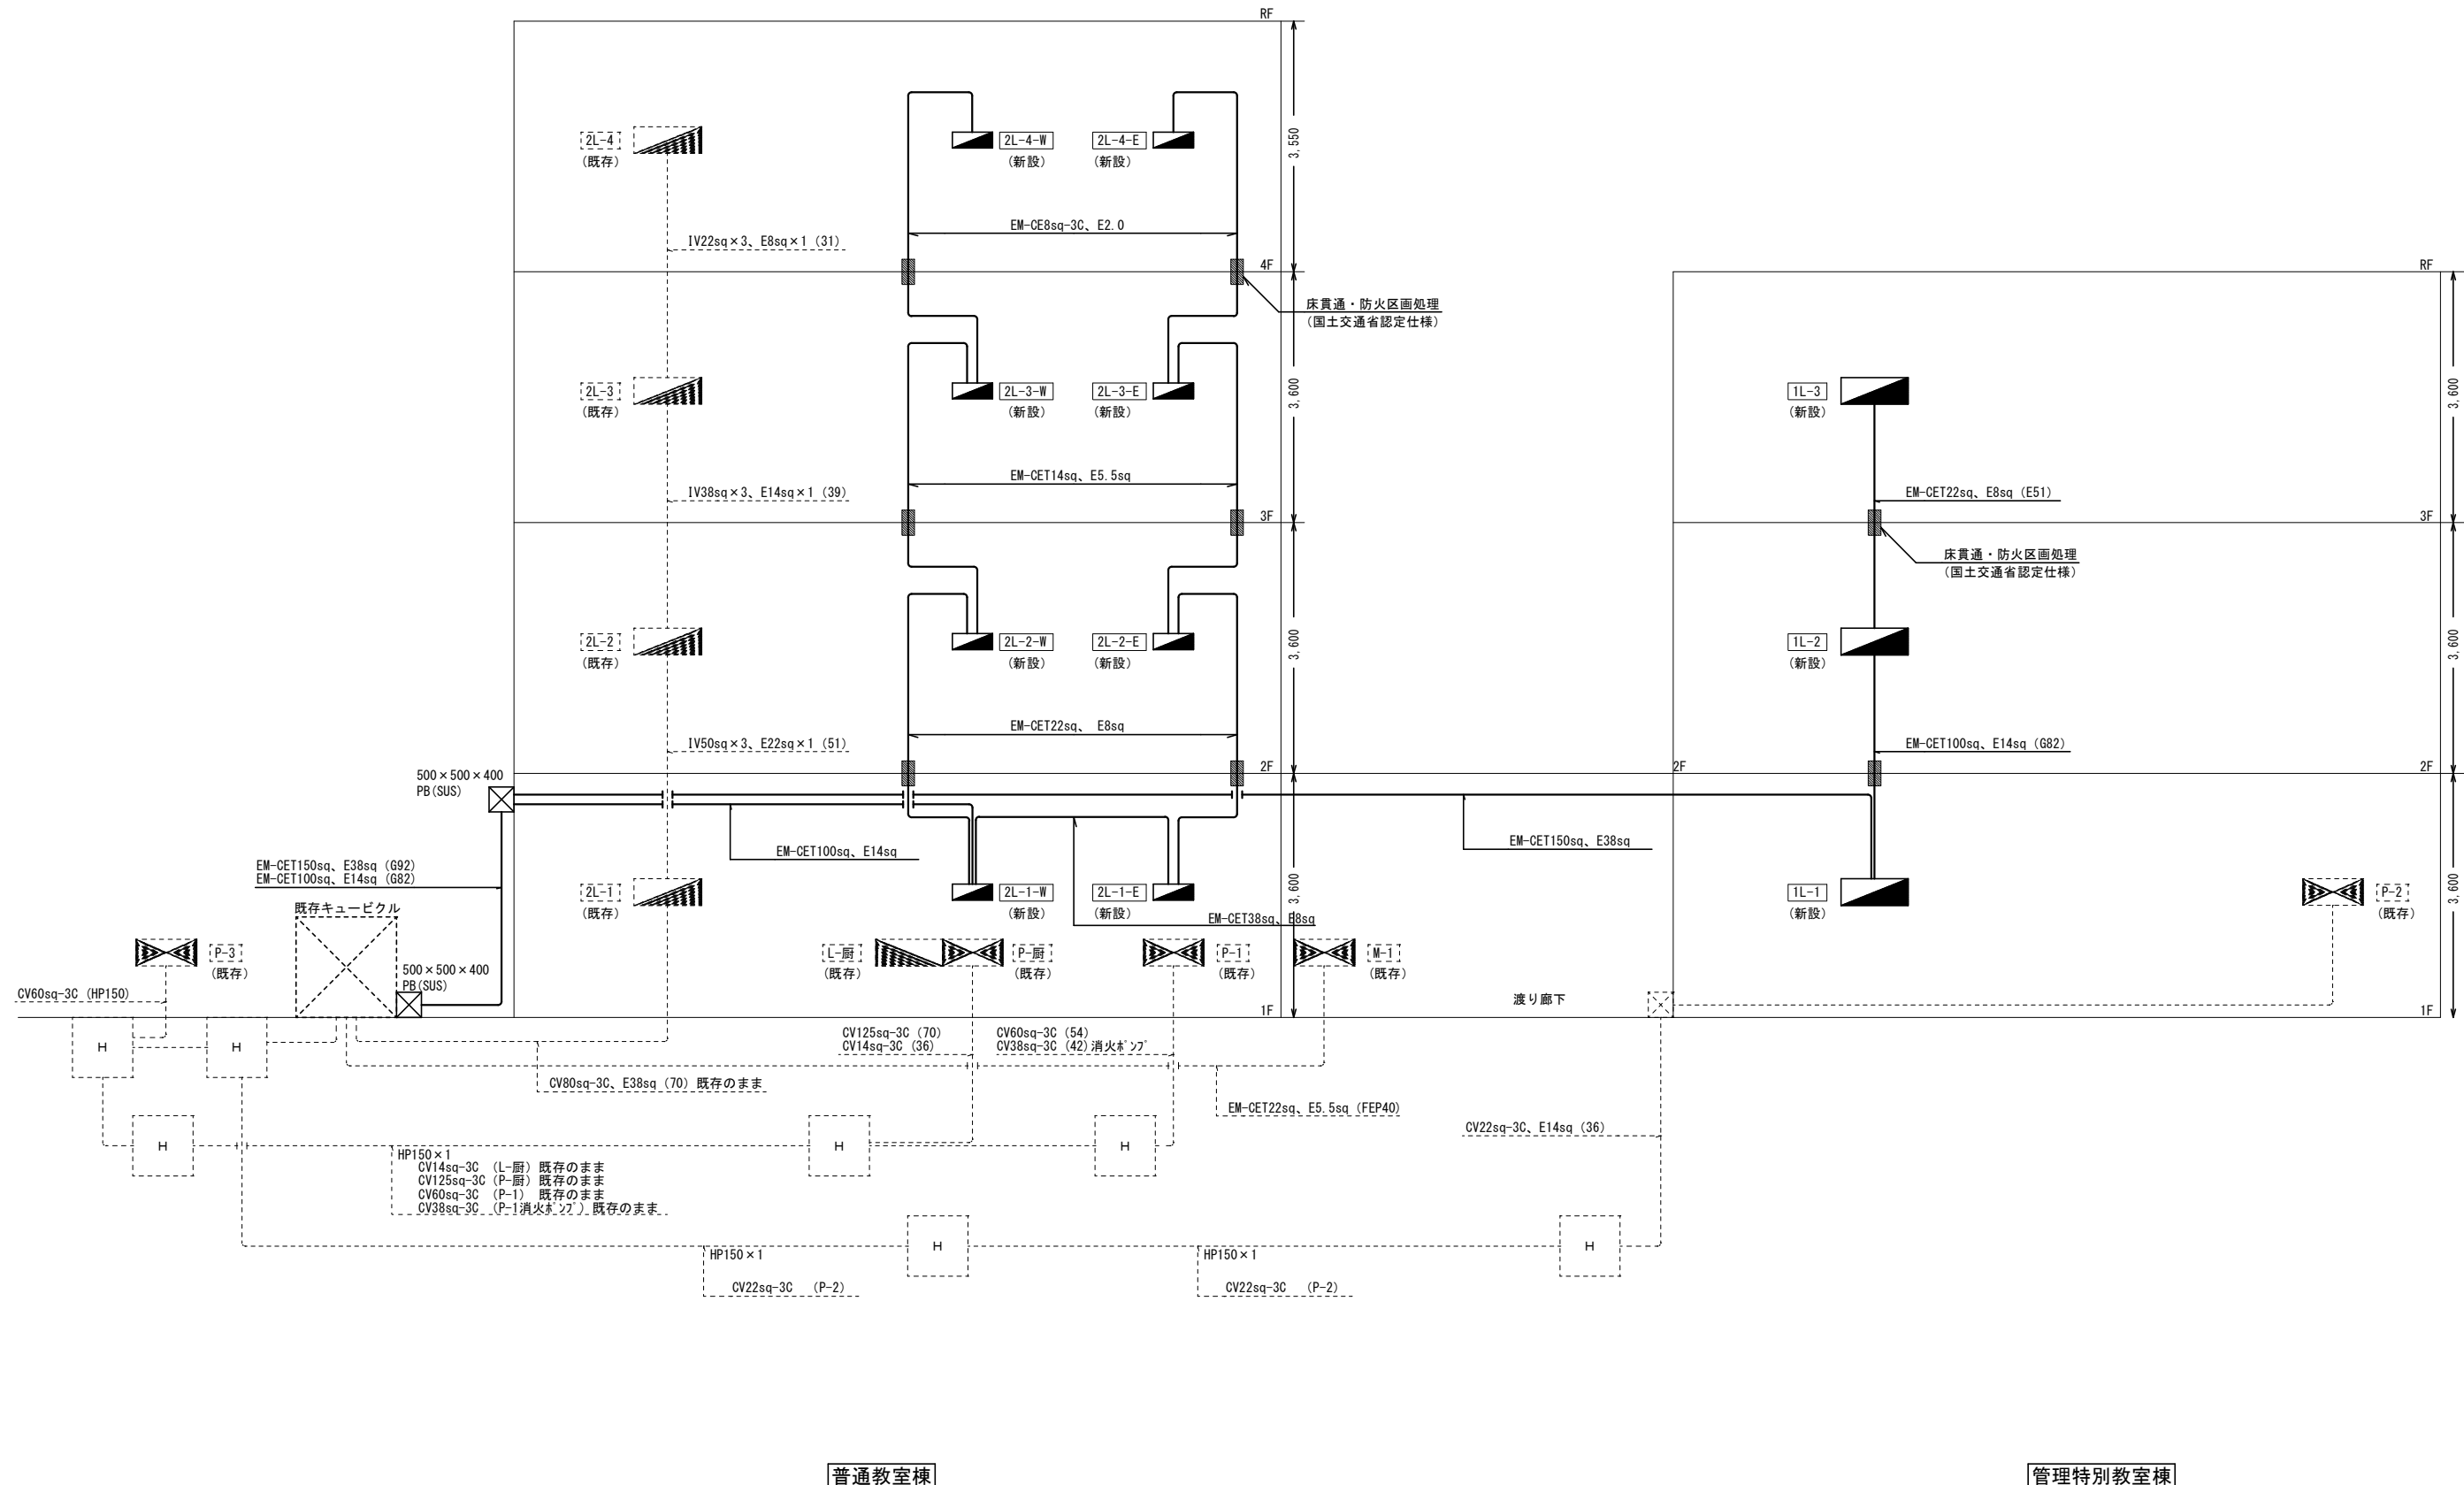 RF
3,550
2L-4
(既存)
2L-4-W
(新設)
2L-4-E
(新設)
EM-CE8sq-3C、E2.0
IV22sq×3、E8sq×1 (31)
4F
RF
床貫通・防火区画処理
(国土交通省認定仕様)
2L-3
(既存)
2L-3-W
(新設)
2L-3-E
(新設)
3,600
1L-3
(新設)
3,600
EM-CET14sq、E5.5sq
IV38sq×3、E14sq×1 (39)
EM-CET22sq、E8sq (E51)
3F
3F
床貫通・防火区画処理
(国土交通省認定仕様)
2L-2
(既存)
2L-2-W
(新設)
2L-2-E
(新設)
3,600
1L-2
(新設)
3,600
EM-CET22sq、 E8sq
IV50sq×3、E22sq×1 (51)
EM-CET100sq、E14sq (G82)
2F
2F
2F
500×500×400
PB(SUS)
EM-CET100sq、E14sq
EM-CET150sq、E38sq
EM-CET150sq、E38sq (G92)
EM-CET100sq、E14sq (G82)
2L-1
(既存)
2L-1-W
(新設)
2L-1-E
(新設)
3,600
1L-1
(新設)
P-2
(既存)
3,600
EM-CET38sq、E8sq
既存キュービクル
P-3
(既存)
L-厨
(既存)
P-厨
(既存)
P-1
(既存)
M-1
(既存)
500×500×400
PB(SUS)
CV60sq-3C (HP150)
渡り廊下
1F
1F
CV125sq-3C (70)
CV14sq-3C (36)
CV60sq-3C (54)
CV38sq-3C (42)消火ポンプ
H
H
CV80sq-3C、E38sq (70) 既存のまま
EM-CET22sq、E5.5sq (FEP40)
CV22sq-3C、E14sq (36)
H
H
H
HP150×1
CV14sq-3C (L-厨) 既存のまま
CV125sq-3C (P-厨) 既存のまま
CV60sq-3C (P-1) 既存のまま
CV38sq-3C (P-1消火ポンプ) 既存のまま
H
H
HP150×1
CV22sq-3C (P-2)
HP150×1
CV22sq-3C (P-2)
普通教室棟
管理特別教室棟